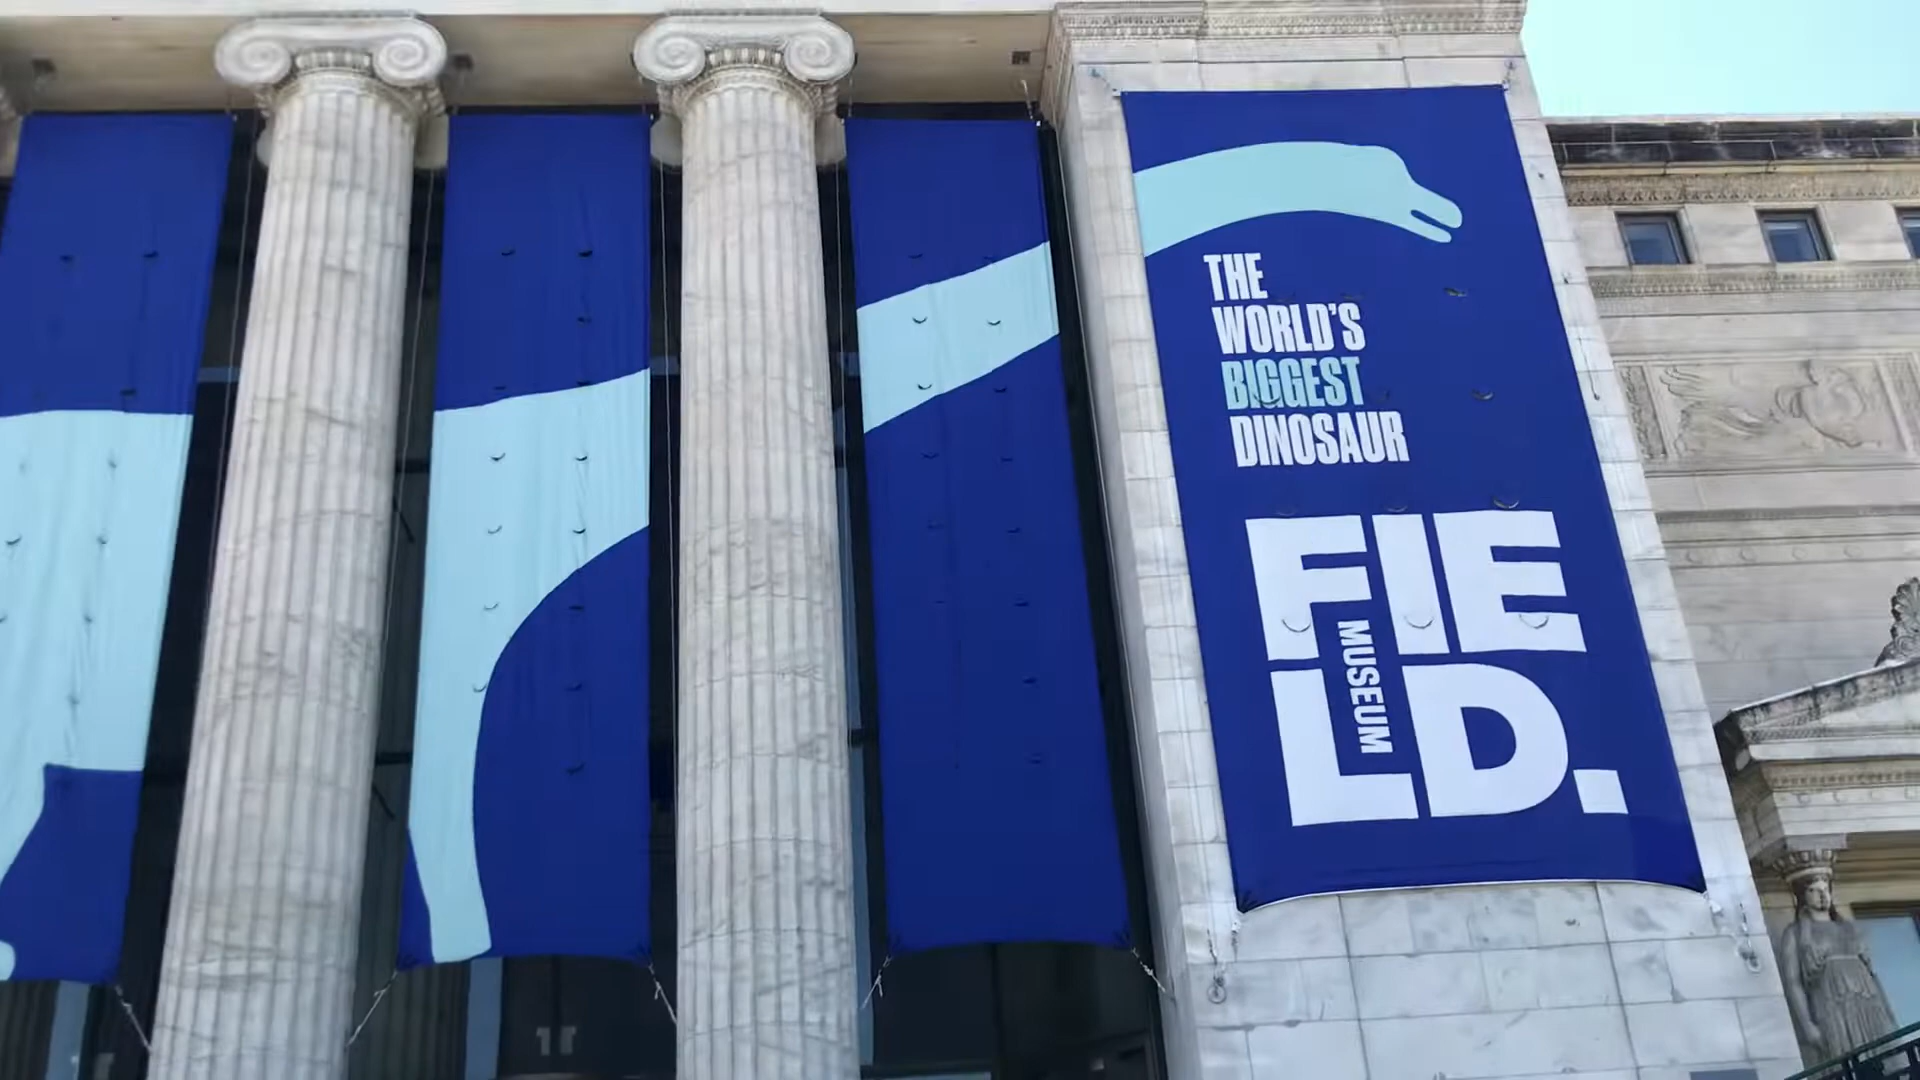 THE
WORLD'S
BIGGEST
DINOSAUR
FIE
LD.
MUSEUM